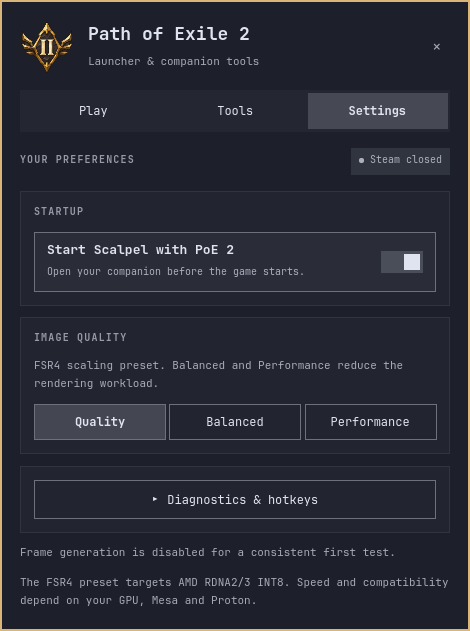 II
Path of Exile 2
Launcher & companion tools
×
Play
Tools
Settings
YOUR PREFERENCES
Steam closed
STARTUP
Start Scalpel with PoE 2
Open your companion before the game starts.
IMAGE QUALITY
FSR4 scaling preset. Balanced and Performance reduce the
rendering workload.
Quality
Balanced
Performance
Diagnostics & hotkeys
Frame generation is disabled for a consistent first test.
The FSR4 preset targets AMD RDNA2/3 INT8. Speed and compatibility
depend on your GPU, Mesa and Proton.